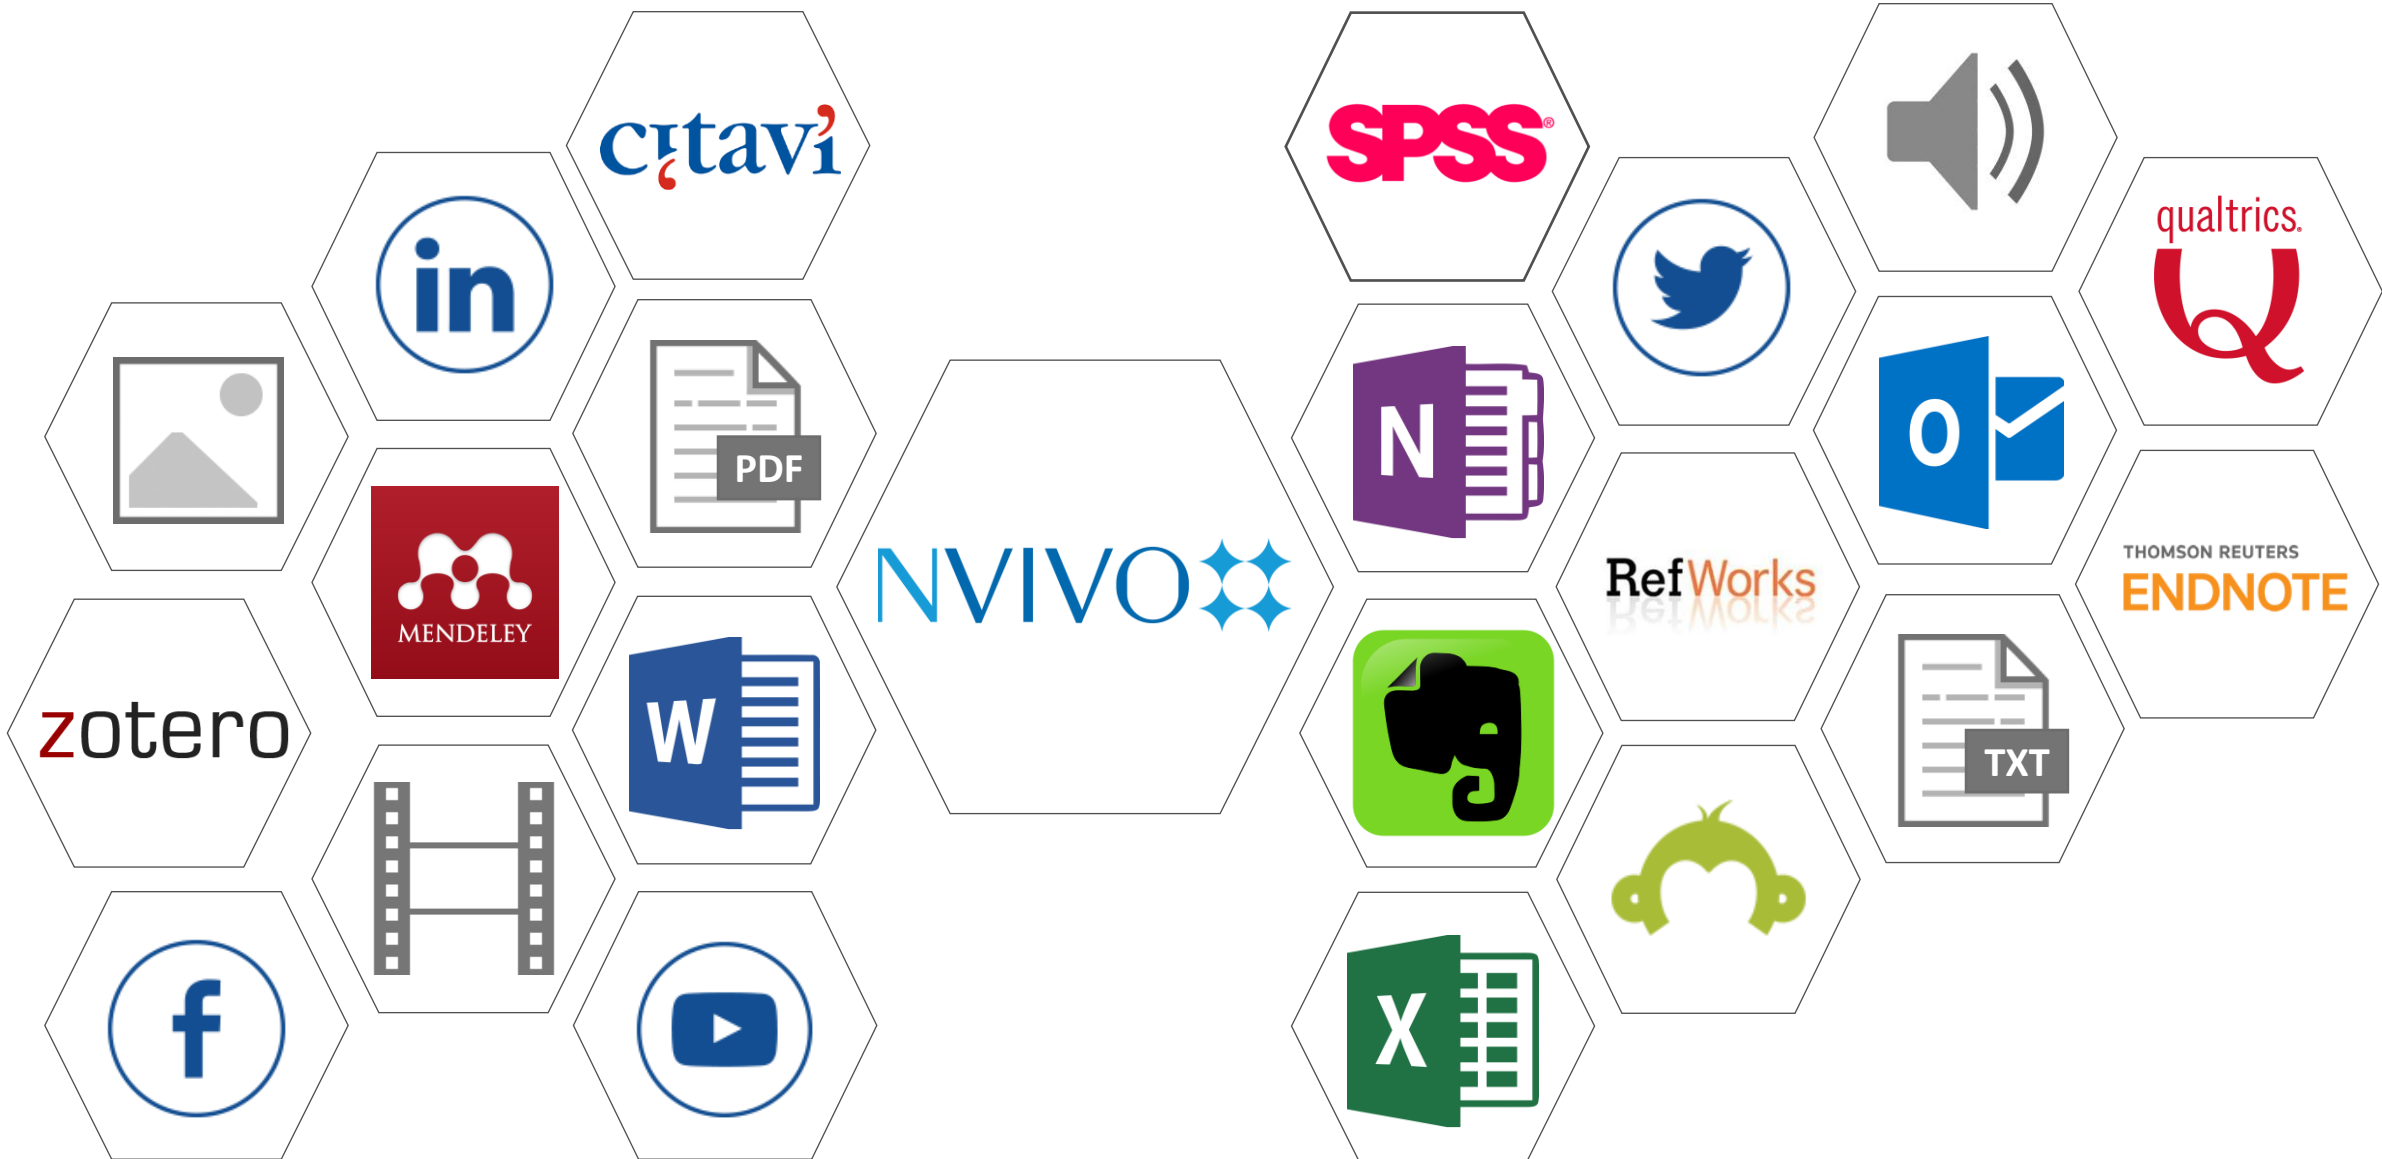 citavi
SPSS®
in
qualtrics.
Q
PDF
N
O
MENDELEY
NVIVO
RefWorks
THOMSON REUTERS
ENDNOTE
zotero
W
TXT
f
X